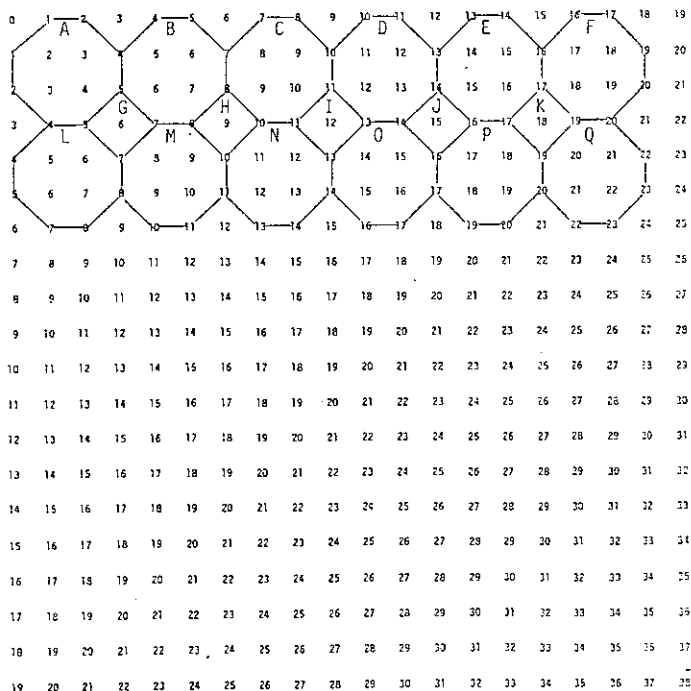 0 1 2 3 4 5 6 7 8 9 10 11 12 13 14 15 16 17 18 19
A B C D E F
1 2 3 4 5 6 8 9 10 11 12 13 14 15 16 17 18 19 20
2 3 4 5 6 7 8 9 10 11 12 13 14 15 16 17 18 19 20 21
G H I J K
3 4 5 6 7 8 9 10 11 12 13 14 15 16 17 18 19 20 21 22
L M N O P Q
4 5 6 7 8 9 10 11 12 13 14 15 16 17 18 19 20 21 22 23
5 6 7 8 9 10 11 12 13 14 15 16 17 18 19 20 21 22 23 24
6 7 8 9 10 11 12 13 14 15 16 17 18 19 20 21 22 23 24 25
7 8 9 10 11 12 13 14 15 16 17 18 19 20 21 22 23 24 25 26
8 9 10 11 12 13 14 15 16 17 18 19 20 21 22 23 24 25 26 27
9 10 11 12 13 14 15 16 17 18 19 20 21 22 23 24 25 26 27 28
10 11 12 13 14 15 16 17 18 19 20 21 22 23 24 25 26 27 28 29
11 12 13 14 15 16 17 18 19 20 21 22 23 24 25 26 27 28 29 30
12 13 14 15 16 17 18 19 20 21 22 23 24 25 26 27 28 29 30 31
13 14 15 16 17 18 19 20 21 22 23 24 25 26 27 28 29 30 31 32
14 15 16 17 18 19 20 21 22 23 24 25 26 27 28 29 30 31 32 33
15 16 17 18 19 20 21 22 23 24 25 26 27 28 29 30 31 32 33 34
16 17 18 19 20 21 22 23 24 25 26 27 28 29 30 31 32 33 34 35
17 18 19 20 21 22 23 24 25 26 27 28 29 30 31 32 33 34 35 36
18 19 20 21 22 23 24 25 26 27 28 29 30 31 32 33 34 35 36 37
19 20 21 22 23 24 25 26 27 28 29 30 31 32 33 34 35 36 37 38